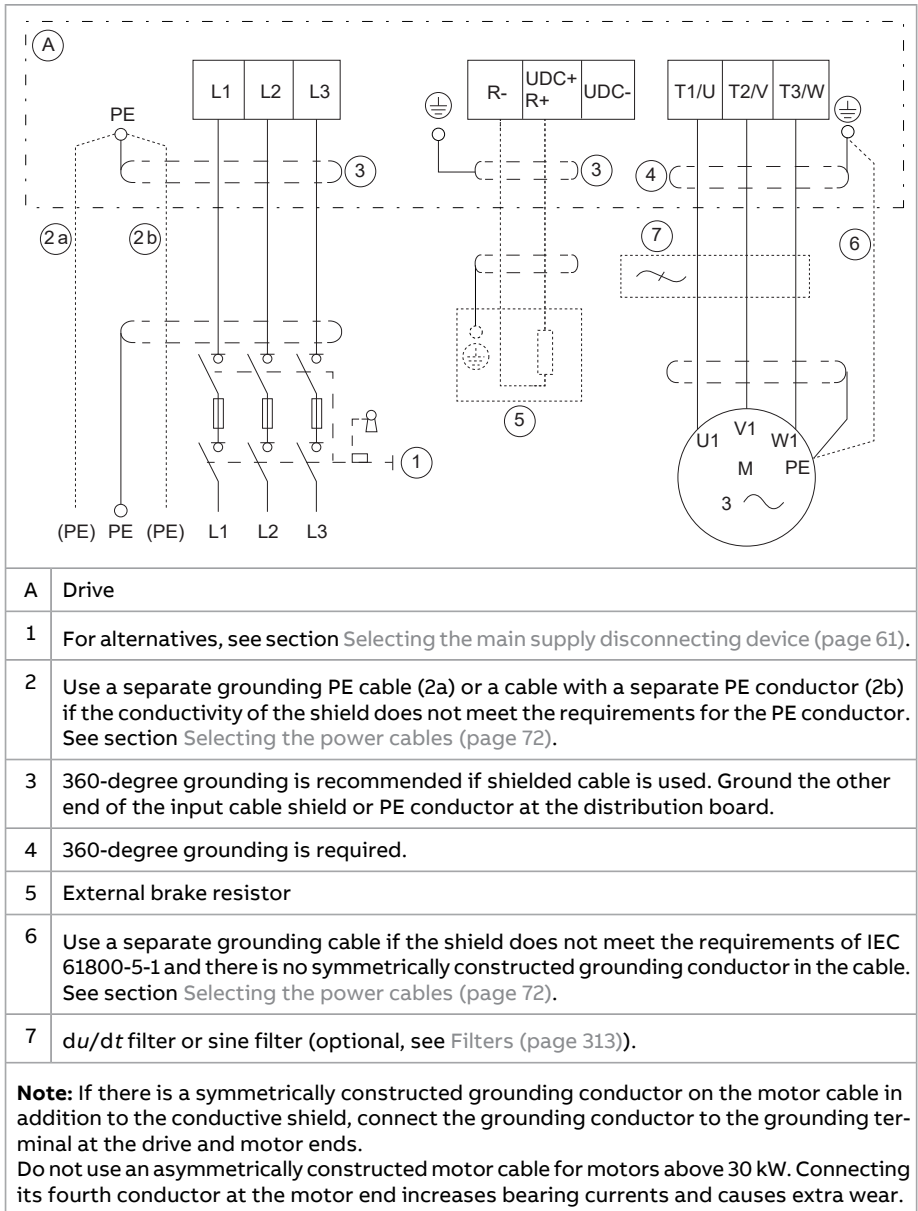 A
L1 L2 L3
R- UDC+ R+ UDC-
T1/U T2/V T3/W
PE
3
3
4
2a
2b
7
6
5
U1 V1 W1
M PE
3
1
(PE) PE (PE) L1 L2 L3
A Drive
1 For alternatives, see section Selecting the main supply disconnecting device (page 61).
2 Use a separate grounding PE cable (2a) or a cable with a separate PE conductor (2b)
if the conductivity of the shield does not meet the requirements for the PE conductor.
See section Selecting the power cables (page 72).
3 360-degree grounding is recommended if shielded cable is used. Ground the other
end of the input cable shield or PE conductor at the distribution board.
4 360-degree grounding is required.
5 External brake resistor
6 Use a separate grounding cable if the shield does not meet the requirements of IEC
61800-5-1 and there is no symmetrically constructed grounding conductor in the cable.
See section Selecting the power cables (page 72).
7 du/dt filter or sine filter (optional, see Filters (page 313)).
Note: If there is a symmetrically constructed grounding conductor on the motor cable in
addition to the conductive shield, connect the grounding conductor to the grounding ter-
minal at the drive and motor ends.
Do not use an asymmetrically constructed motor cable for motors above 30 kW. Connecting
its fourth conductor at the motor end increases bearing currents and causes extra wear.